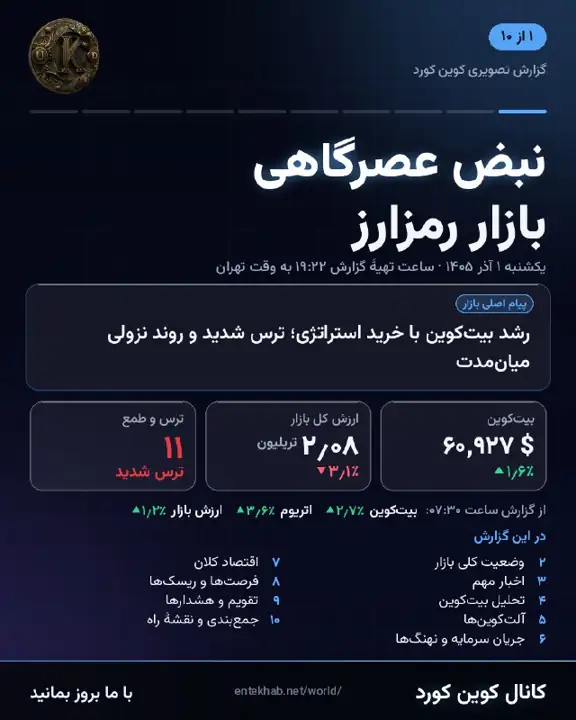 ۱ از ۱۰
گزارش تصویری کوین کورد
نبض عصرگاهی
بازار رمزارز
یکشنبه ۱ آذر ۱۴۰۵ · ساعت تهیهٔ گزارش ۱۹:۲۲ به وقت تهران
پیام اصلی بازار
رشد بیت‌کوین با خرید استراتژی؛ ترس شدید و روند نزولی
میان‌مدت
بیت‌کوین
۶۰,۹۲۷ $
۱٫۶٪ ▲
ارزش کل بازار
۲٫۰۸ تریلیون
۳٫۱٪ ▼
ترس و طمع
۱۱
ترس شدید
از گزارش ساعت ۰۷:۳۰: بیت‌کوین ۲٫۷٪ ▲ اتریوم ۳٫۶٪ ▲ ارزش بازار ۱٫۲٪ ▲
در این گزارش
۲ وضعیت کلی بازار
۳ اخبار مهم
۴ تحلیل بیت‌کوین
۵ آلت‌کوین‌ها
۶ جریان سرمایه و نهنگ‌ها
۷ اقتصاد کلان
۸ فرصت‌ها و ریسک‌ها
۹ تقویم و هشدارها
۱۰ جمع‌بندی و نقشهٔ راه
کانال کوین کورد
entekhab.net/world/
با ما بروز بمانید
K